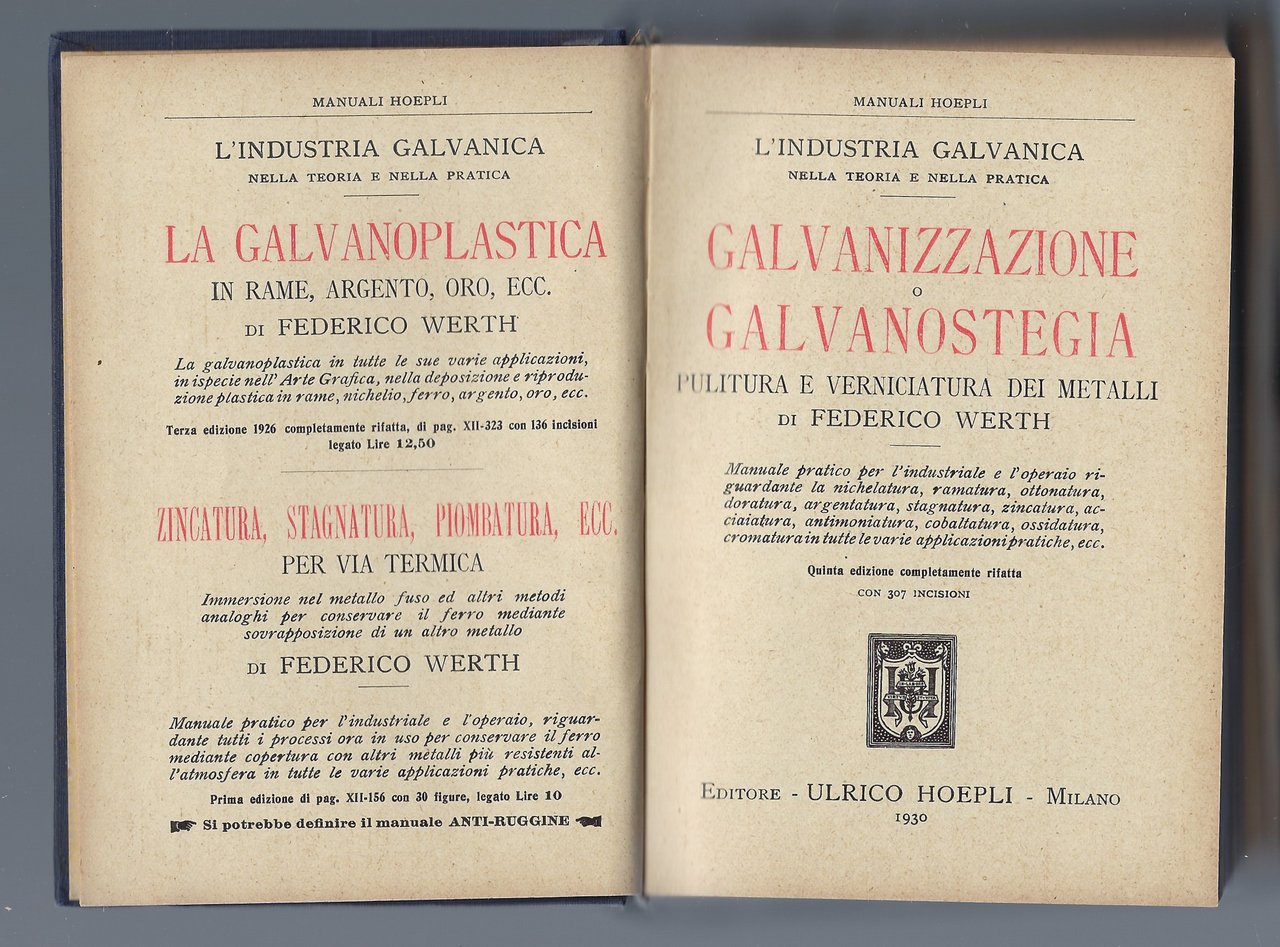 MANUALI HOEPLI
L'INDUSTRIA GALVANICA
NELLA TEORIA E NELLA PRATICA
LA GALVANOPLASTICA
IN RAME, ARGENTO, ORO, ECC.
DI FEDERICO WERTH
La galvanoplastica in tutte le sue varie applicazioni,
in ispecie nell'Arte Grafica, nella deposizione e riprodu-
zione plastica in rame, nichelio, ferro, argento, oro, ecc.
Terza edizione 1926 completamente rifatta, di pag. XII-323 con 136 incisioni
legato Lire 12,50
ZINCATURA, STAGNATURA, PIOMBATURA, ECC.
PER VIA TERMICA
Immersione nel metallo fuso ed altri metodi
analoghi per conservare il ferro mediante
sovrapposizione di un altro metallo
DI FEDERICO WERTH
Manuale pratico per l'industriale e l'operaio, riguar-
dante tutti i processi ora in uso per conservare il ferro
mediante copertura con altri metalli più resistenti al-
l'atmosfera in tutte le varie applicazioni pratiche, ecc.
Prima edizione di pag. XII-156 con 30 figure, legato Lire 10
Si potrebbe definire il manuale ANTI-RUGGINE
MANUALI HOEPLI
L'INDUSTRIA GALVANICA
NELLA TEORIA E NELLA PRATICA
GALVANIZZAZIONE
O
GALVANOSTEGIA
PULITURA E VERNICIATURA DEI METALLI
DI FEDERICO WERTH
Manuale pratico per l'industriale e l'operaio ri-
guardante la nichelatura, ramatura, ottonatura,
doratura, argentatura, stagnatura, zincatura, ac-
ciaiatura, antimoniatura, cobaltatura, ossidatura,
cromatura in tutte le varie applicazioni pratiche, ecc.
Quinta edizione completamente rifatta
CON 307 INCISIONI
EDITORE - ULRICO HOEPLI - MILANO
1930